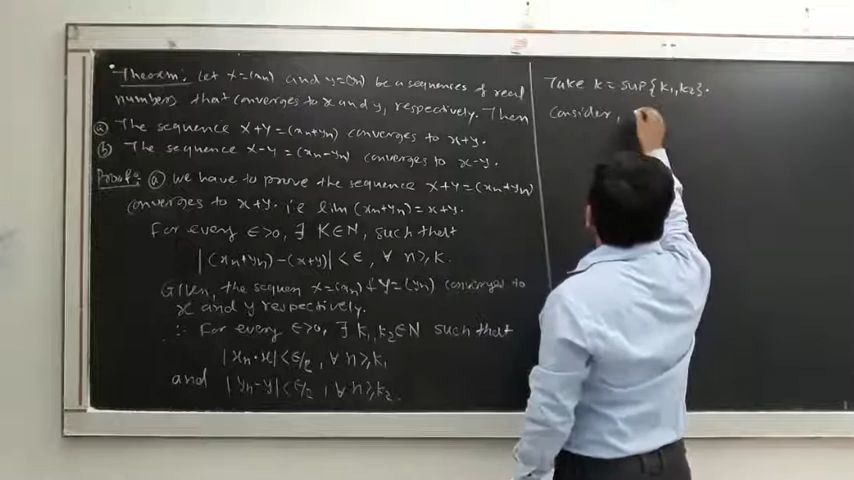 Theorem: Let X=(xn) and Y=(yn) be a sequences of real
numbers that converges to x and y, respectively. Then
(a) The sequence X+Y = (xn+yn) converges to x+y.
(b) The sequence X-Y = (xn-yn) converges to x-y.
Proof: (a) We have to prove the sequence X+Y = (xn+yn)
converges to x+y. i.e lim (xn+yn) = x+y.
For every ∈>0, ∃ K∈N, such that
|(xn+yn)-(x+y)| < ∈, ∀ n≥K.
Given, the sequen X=(xn) & Y=(yn) converges to
x and y respectively.
∴ For every ∈>0, ∃ k1,k2∈N such that
|xn-x| < ∈/2, ∀ n≥k1
and |yn-y| < ∈/2, ∀ n≥k2.
Take K = sup{k1,k2}.
Consider,